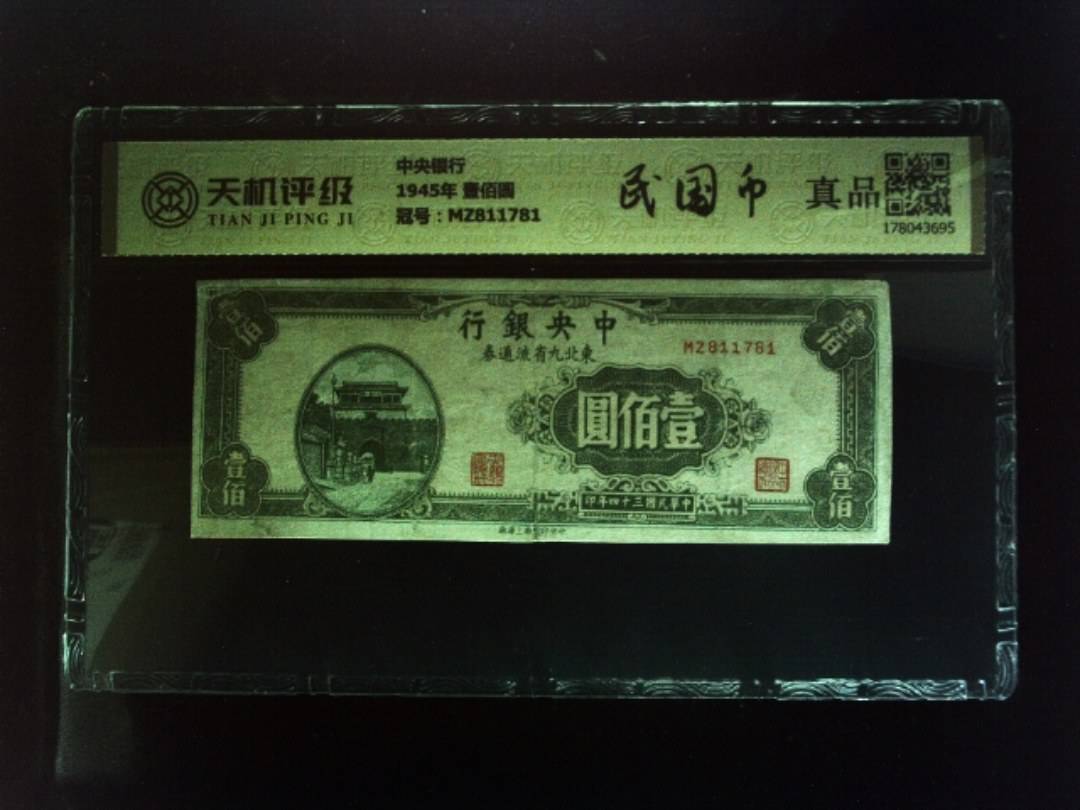 天机评级
TIAN JI PING JI
中央银行
1945年 壹佰圓
冠号：MZ811781
民国币
真品
178043695
壹佰
壹佰
行銀央中
券通流省九北東
MZ811781
圓佰壹
壹佰
壹佰
印年四十三國民華中